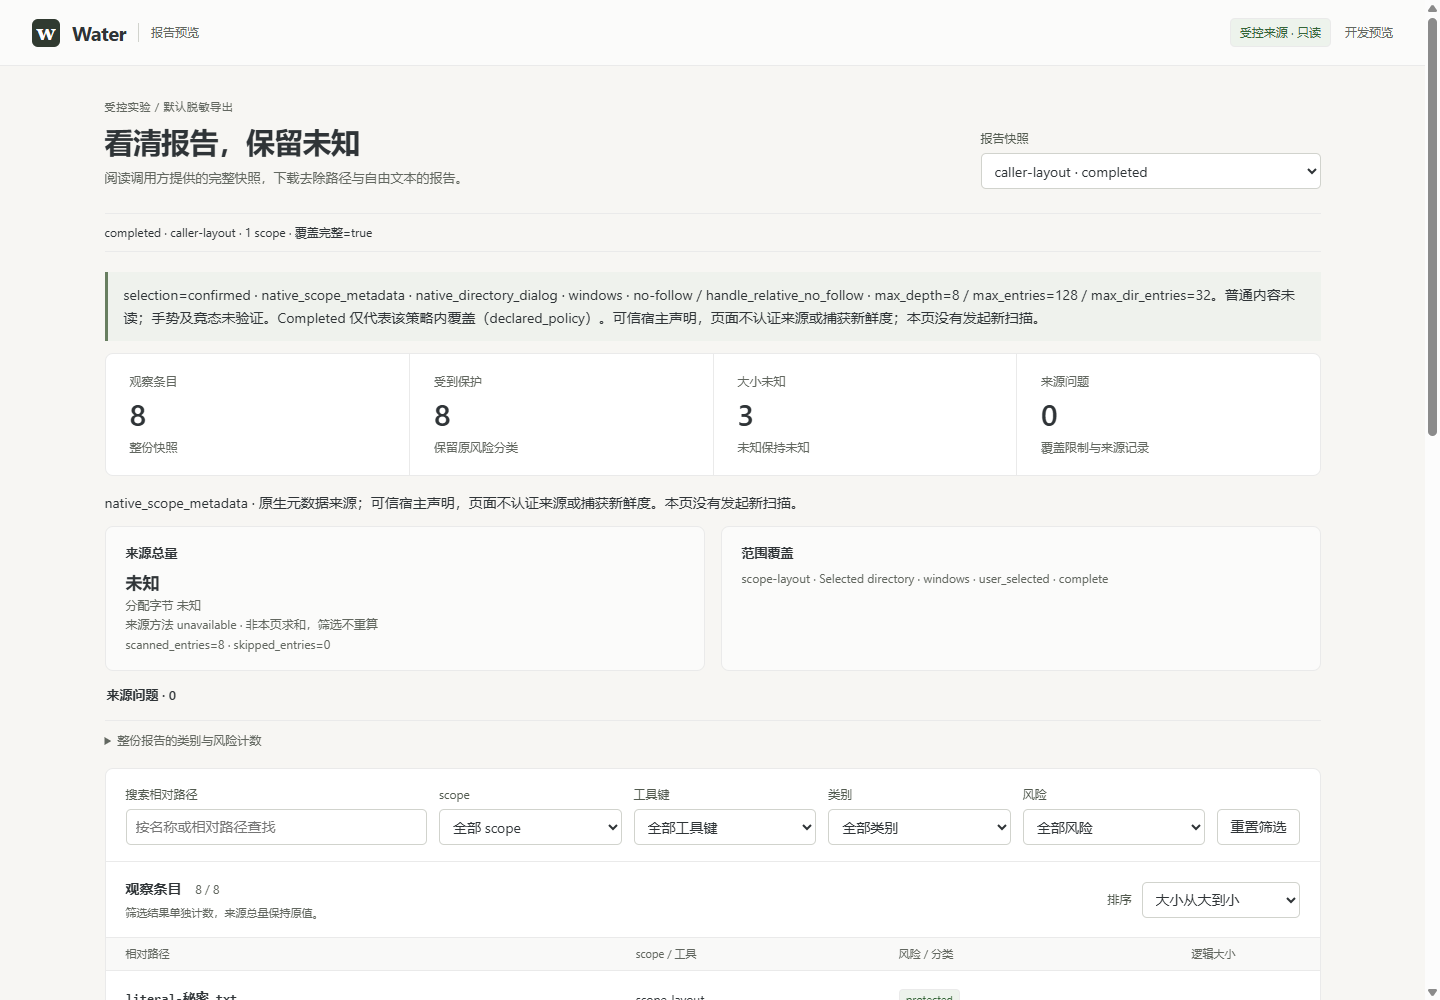 w Water 报告预览 受控来源 · 只读 开发预览
受控实验 / 默认脱敏导出
看清报告，保留未知
阅读调用方提供的完整快照，下载去除路径与自由文本的报告。
报告快照
caller-layout · completed
completed · caller-layout · 1 scope · 覆盖完整=true
selection=confirmed · native_scope_metadata · native_directory_dialog · windows · no-follow / handle_relative_no_follow · max_depth=8 / max_entries=128 / max_dir_entries=32。普通内容未
读；手势及竞态未验证。Completed 仅代表该策略内覆盖（declared_policy）。可信宿主声明，页面不认证来源或捕获新鲜度；本页没有发起新扫描。
观察条目 受到保护 大小未知 来源问题
8 8 3 0
整份快照 保留原风险分类 未知保持未知 覆盖限制与来源记录
native_scope_metadata · 原生元数据来源；可信宿主声明，页面不认证来源或捕获新鲜度。本页没有发起新扫描。
来源总量
未知
分配字节 未知
来源方法 unavailable · 非本页求和，筛选不重算
scanned_entries=8 · skipped_entries=0
范围覆盖
scope-layout · Selected directory · windows · user_selected · complete
来源问题 · 0
整份报告的类别与风险计数
搜索相对路径 scope 工具键 类别 风险
按名称或相对路径查找 全部 scope 全部工具键 全部类别 全部风险 重置筛选
观察条目 8 / 8
筛选结果单独计数，来源总量保持原值。
排序 大小从大到小
相对路径 scope / 工具 风险 / 分类 逻辑大小
literal-秘密.txt scope-layout protected